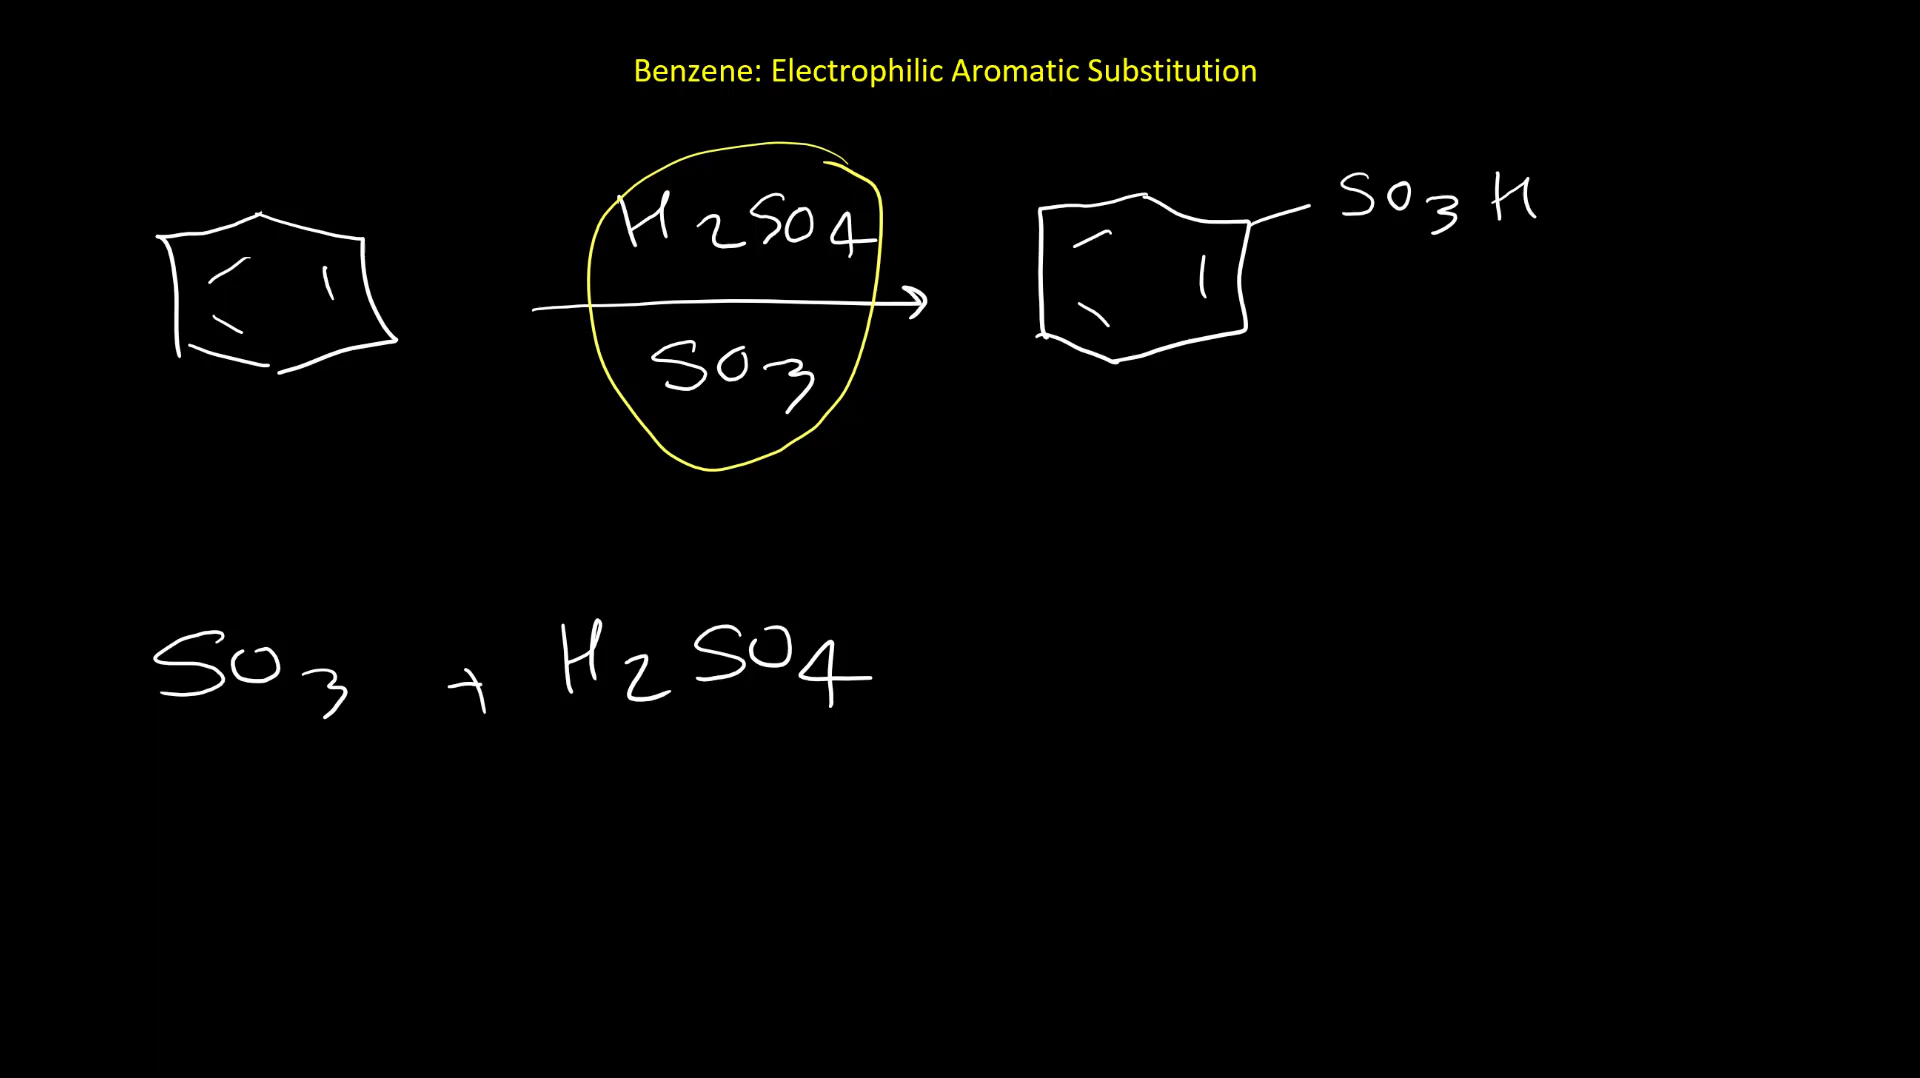 Benzene: Electrophilic Aromatic Substitution
H2SO4
SO3
SO3H
SO3 + H2SO4